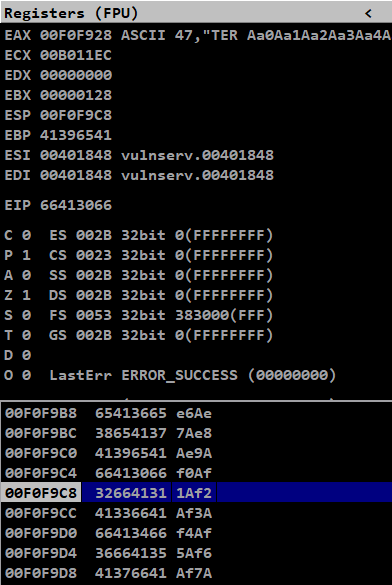 Registers (FPU) <
EAX 00F0F928 ASCII 47,"TER Aa0Aa1Aa2Aa3Aa4A
ECX 00B011EC
EDX 00000000
EBX 00000128
ESP 00F0F9C8
EBP 41396541
ESI 00401848 vulnserv.00401848
EDI 00401848 vulnserv.00401848
EIP 66413066
C 0 ES 002B 32bit 0(FFFFFFFF)
P 1 CS 0023 32bit 0(FFFFFFFF)
A 0 SS 002B 32bit 0(FFFFFFFF)
Z 1 DS 002B 32bit 0(FFFFFFFF)
S 0 FS 0053 32bit 383000(FFF)
T 0 GS 002B 32bit 0(FFFFFFFF)
D 0
O 0 LastErr ERROR_SUCCESS (00000000)
00F0F9B8 65413665 e6Ae
00F0F9BC 38654137 7Ae8
00F0F9C0 41396541 Ae9A
00F0F9C4 66413066 f0Af
00F0F9C8 32664131 1Af2
00F0F9CC 41336641 Af3A
00F0F9D0 66413466 f4Af
00F0F9D4 36664135 5Af6
00F0F9D8 41376641 Af7A